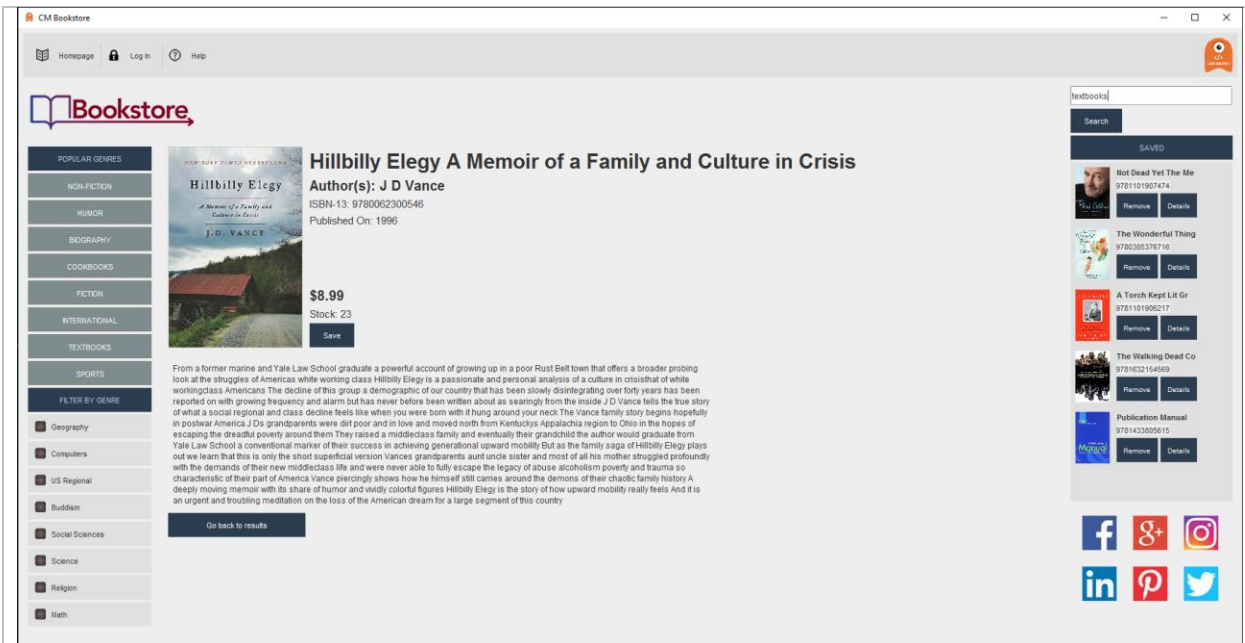 CM Bookstore
Homepage
Log In
Help
Bookstore
textbooks
Search
POPULAR GENRES
NON-FICTION
HUMOR
BIOGRAPHY
COOKBOOKS
FICTION
INTERNATIONAL
TEXTBOOKS
SPORTS
FILTER BY GENRE
Geography
Computers
US Regional
Buddism
Social Sciences
Science
Religion
Math
NEW YORK TIMES BESTSELLER
Hillbilly Elegy
A Memoir of a Family and
Culture in Crisis
J.D. VANCE
Hillbilly Elegy A Memoir of a Family and Culture in Crisis
Author(s): J D Vance
ISBN-13: 9780062300546
Published On: 1996
$8.99
Stock: 23
Save
From a former marine and Yale Law School graduate a powerful account of growing up in a poor Rust Belt town that offers a broader probing
look at the struggles of Americas white working class Hillbilly Elegy is a passionate and personal analysis of a culture in crisisthat of white
workingclass Americans The decline of this group a demographic of our country that has been slowly disintegrating over forty years has been
reported on with growing frequency and alarm but has never before been written about as searingly from the inside J D Vance tells the true story
of what a social regional and class decline feels like when you were born with it hung around your neck The Vance family story begins hopefully
in postwar America J Ds grandparents were dirt poor and in love and moved north from Kentuckys Appalachia region to Ohio in the hopes of
escaping the dreadful poverty around them They raised a middleclass family and eventually their grandchild the author would graduate from
Yale Law School a conventional marker of their success in achieving generational upward mobility But as the family saga of Hillbilly Elegy plays
out we learn that this is only the short superficial version Vances grandparents aunt uncle sister and most of all his mother struggled profoundly
with the demands of their new middleclass life and were never able to fully escape the legacy of abuse alcoholism poverty and trauma so
characteristic of their part of America Vance piercingly shows how he himself still carries around the demons of their chaotic family history A
deeply moving memoir with its share of humor and vividly colorful figures Hillbilly Elegy is the story of how upward mobility really feels And it is
an urgent and troubling meditation on the loss of the American dream for a large segment of this country
Go back to results
SAVED
Not Dead Yet The Me
9781101907474
Remove
Details
The Wonderful Thing
9780385376716
Remove
Details
A Torch Kept Lit Gr
9781101906217
Remove
Details
The Walking Dead Co
9781632154569
Remove
Details
Publication Manual
9781433805615
Manual
Remove
Details
f
g+
in